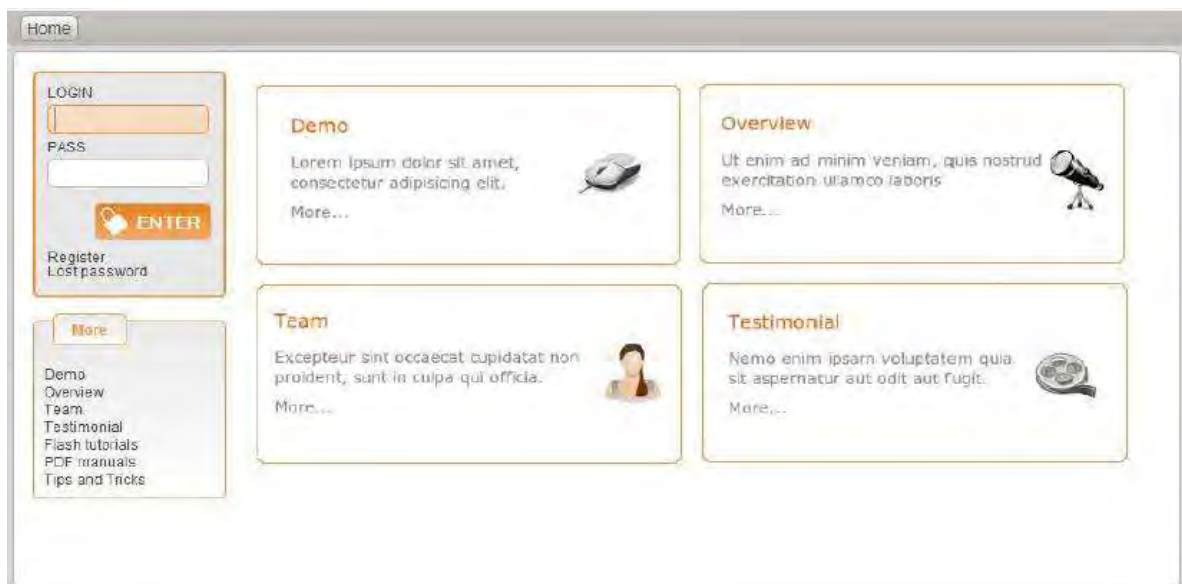 Home
LOGIN
PASS
ENTER
Register
Lost password
More
Demo
Overview
Team
Testimonial
Flash tutorials
PDF manuals
Tips and Tricks
Demo
Lorem ipsum dolor sit amet,
consectetur adipisicing elit.
More...
Overview
Ut enim ad minim veniam, quis nostrud
exercitation ullamco laboris
More...
Team
Excepteur sint occaecat cupidatat non
proident, sunt in culpa qui officia.
More...
Testimonial
Nemo enim ipsam voluptatem quia
sit aspernatur aut odit aut fugit.
More...